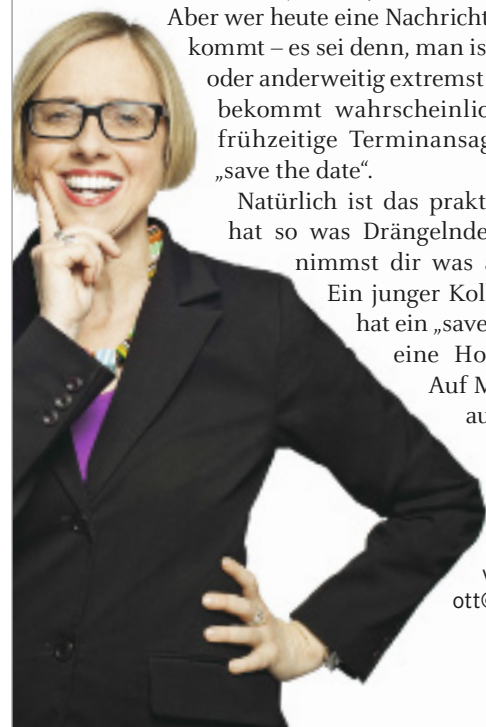 Aber wer heute eine Nachricht
kommt – es sei denn, man is
oder anderweitig extremst
bekommt wahrscheinlic
frühzeitige Terminansag
„save the date“.
Natürlich ist das prakt
hat so was Drängelnde
nimmst dir was a
Ein junger Kol
hat ein „save
eine Ho
Auf M
au
v
ott@